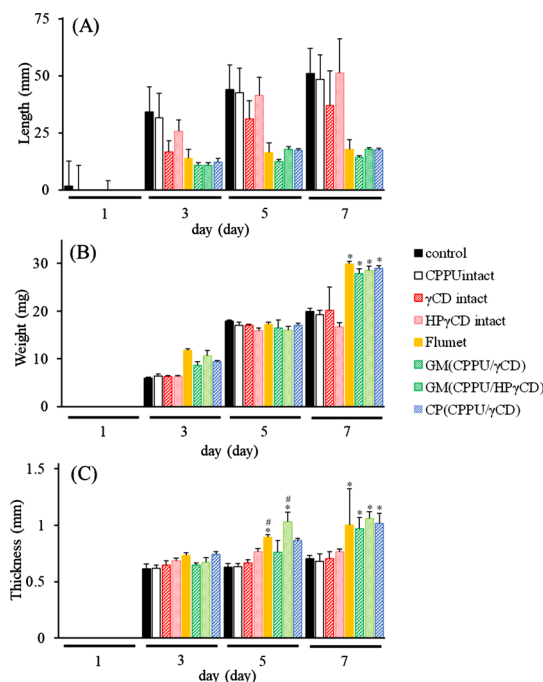 (A)
75
50
25
0
Length (mm)
1
3
5
7
day (day)
(B)
30
20
10
0
Weight (mg)
* * * *
1
3
5
7
day (day)
control
CPPUintact
γCD intact
HPγCD intact
Flumet
GM(CPPU/γCD)
GM(CPPU/HPγCD)
CP(CPPU/γCD)
(C)
1.5
1
0.5
0
Thickness (mm)
# #
* * * * * *
1
3
5
7
day (day)